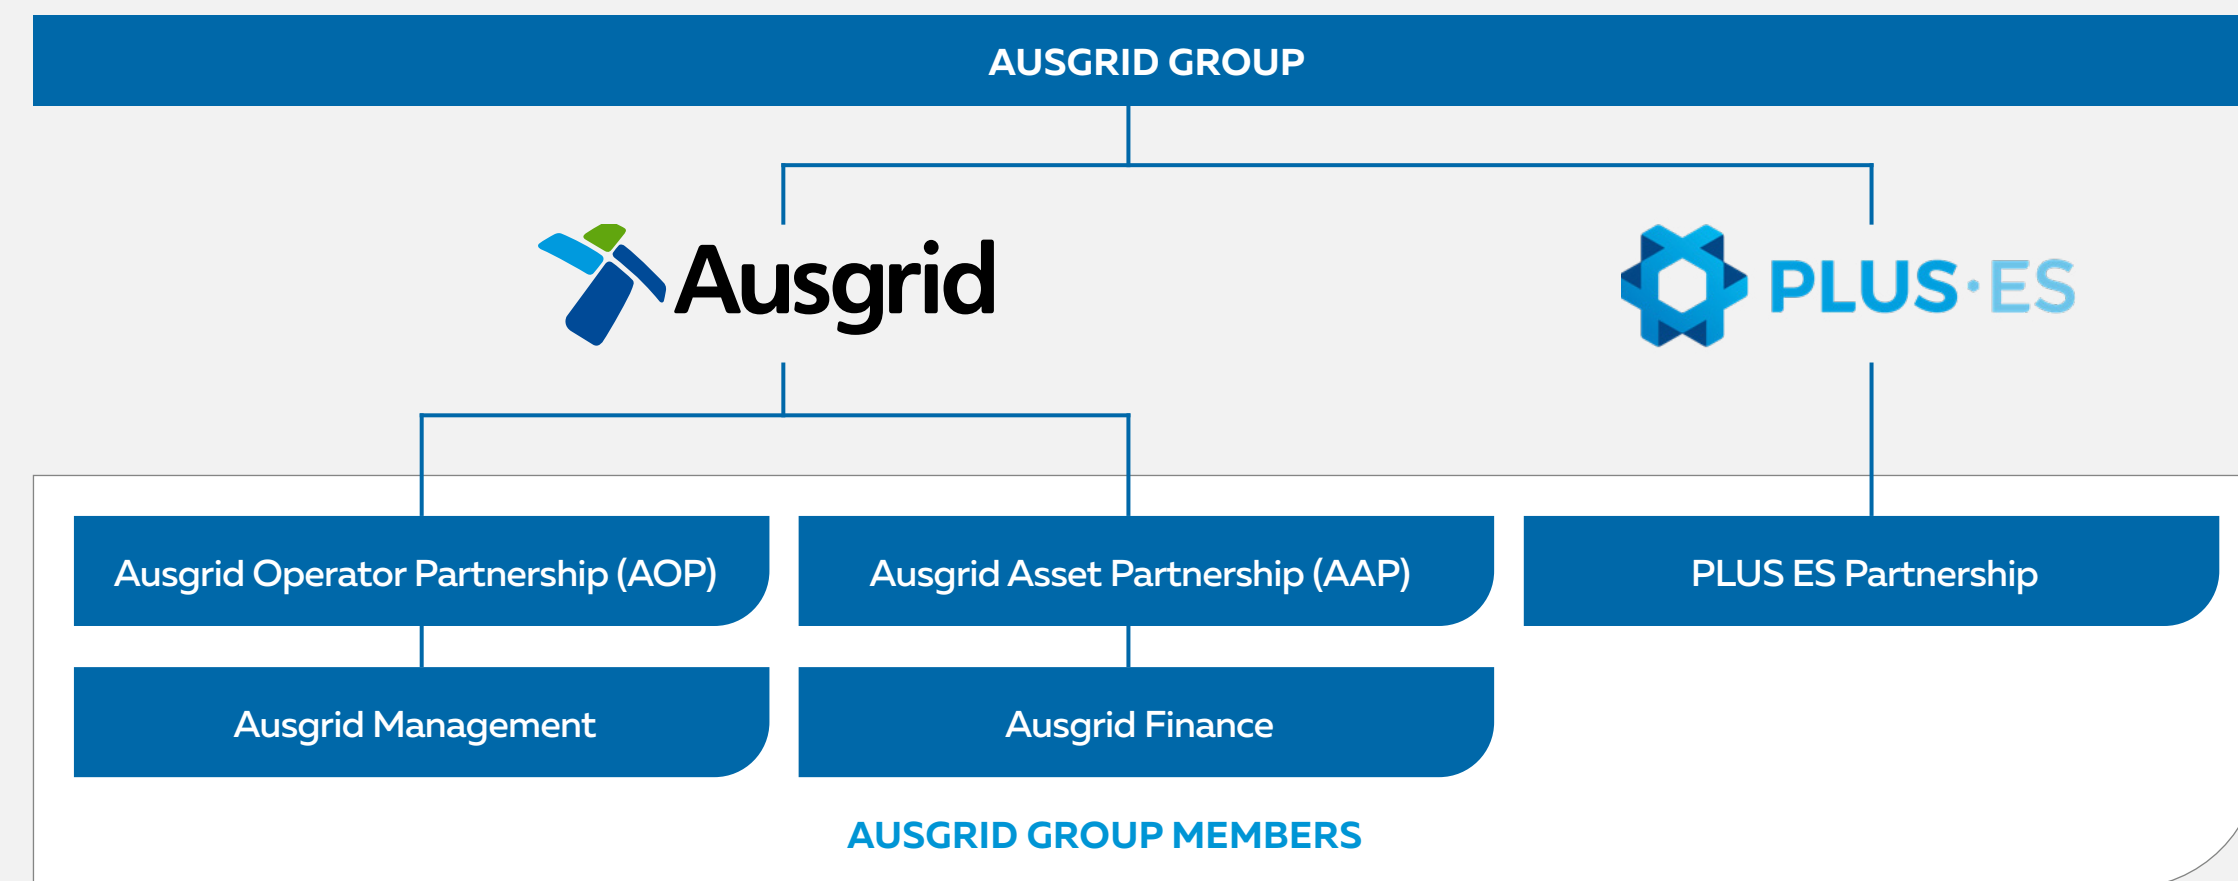 AUSGRID GROUP
Ausgrid
PLUS·ES
Ausgrid Operator Partnership (AOP)
Ausgrid Asset Partnership (AAP)
PLUS ES Partnership
Ausgrid Management
Ausgrid Finance
AUSGRID GROUP MEMBERS